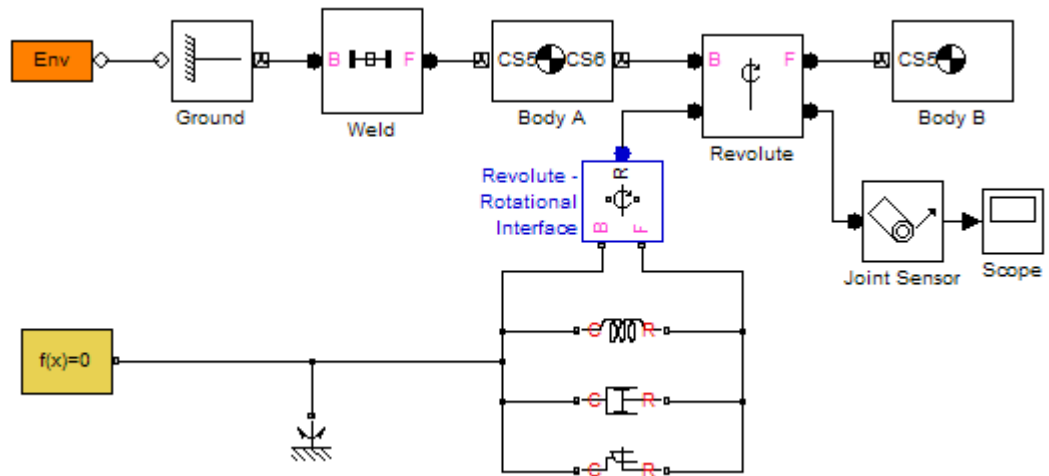 Env
Ground
B F
Weld
CS5 CS6
Body A
B F
Revolute
CS5
Body B
Revolute -
Rotational
Interface
R
B F
Joint Sensor
Scope
f(x)=0
C R
C R
C R